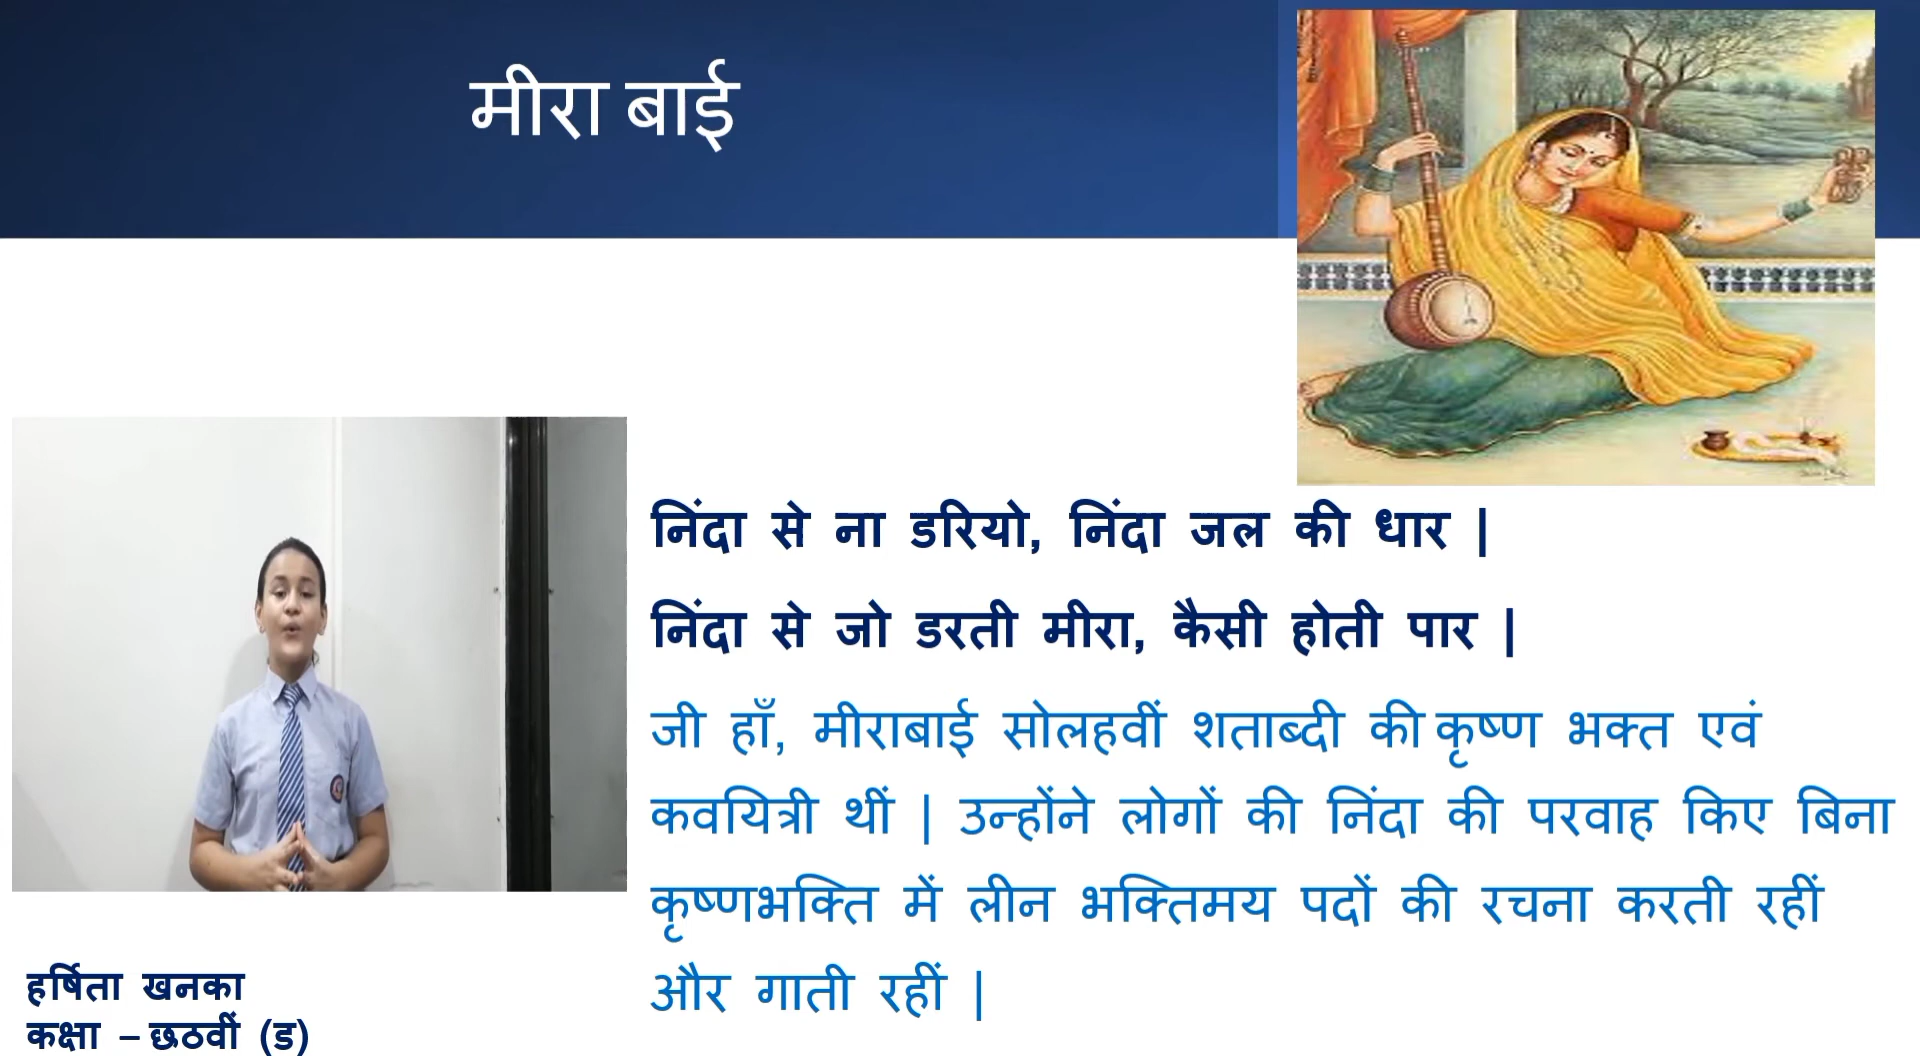 मीरा बाई
निंदा से ना डरियो, निंदा जल की धार |
निंदा से जो डरती मीरा, कैसी होती पार |
जी हाँ, मीराबाई सोलहवीं शताब्दी की कृष्ण भक्त एवं
कवयित्री थीं | उन्होंने लोगों की निंदा की परवाह किए बिना
कृष्णभक्ति में लीन भक्तिमय पदों की रचना करती रहीं
और गाती रहीं |
हर्षिता खनका
कक्षा – छठवीं (ड)